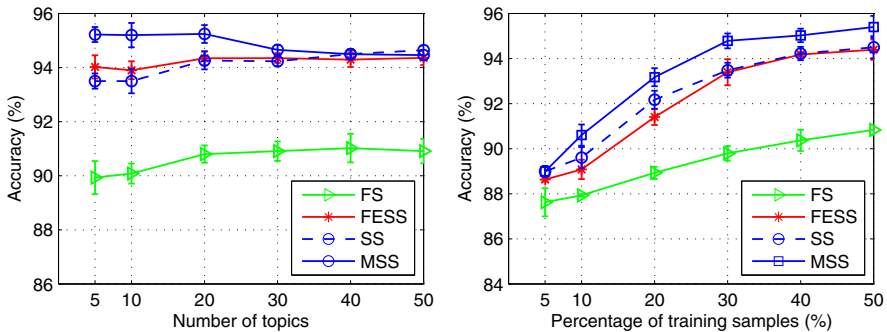 96
94
92
90
88
86
Accuracy (%)
5 10 20 30 40 50
Number of topics
FS
FESS
SS
MSS
96
94
92
90
88
86
84
Accuracy (%)
5 10 20 30 40 50
Percentage of training samples (%)
FS
FESS
SS
MSS